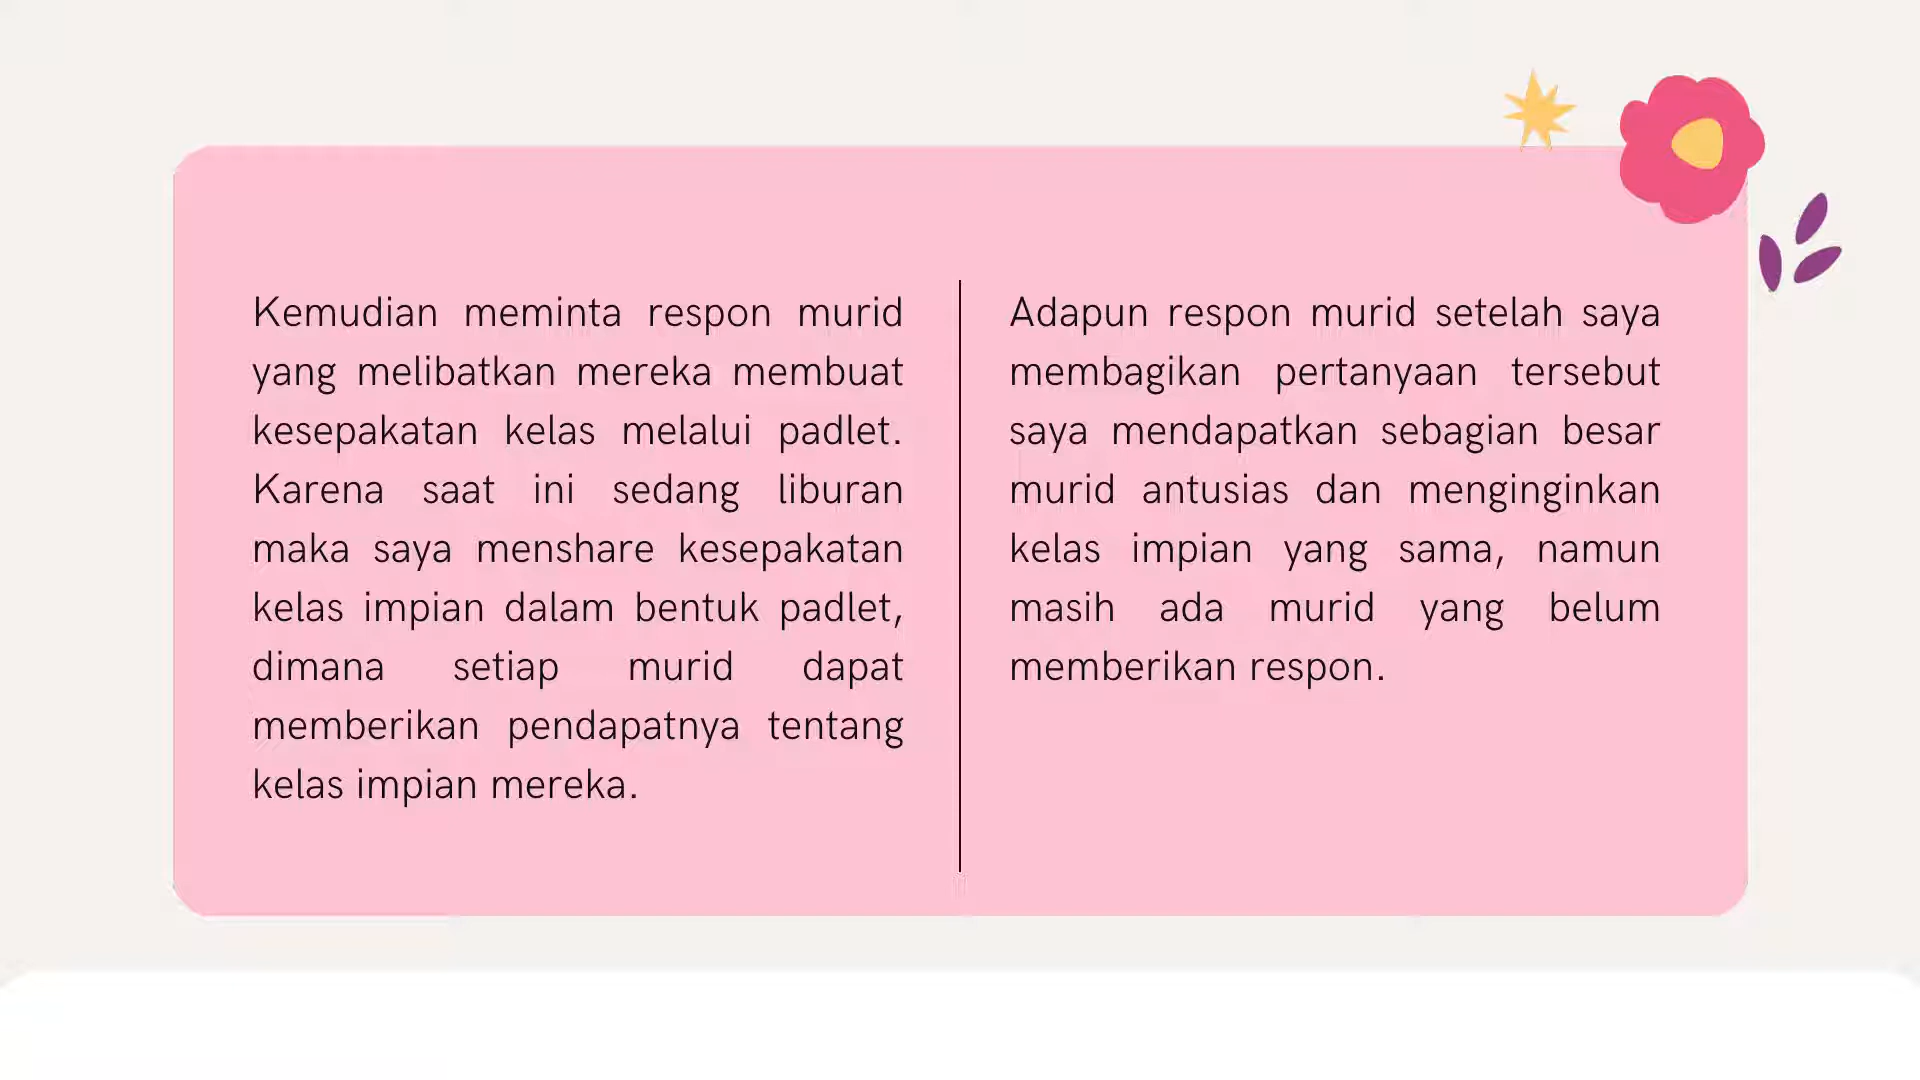 Kemudian meminta respon murid
yang melibatkan mereka membuat
kesepakatan kelas melalui padlet.
Karena saat ini sedang liburan
maka saya menshare kesepakatan
kelas impian dalam bentuk padlet,
dimana setiap murid dapat
memberikan pendapatnya tentang
kelas impian mereka.
Adapun respon murid setelah saya
membagikan pertanyaan tersebut
saya mendapatkan sebagian besar
murid antusias dan menginginkan
kelas impian yang sama, namun
masih ada murid yang belum
memberikan respon.